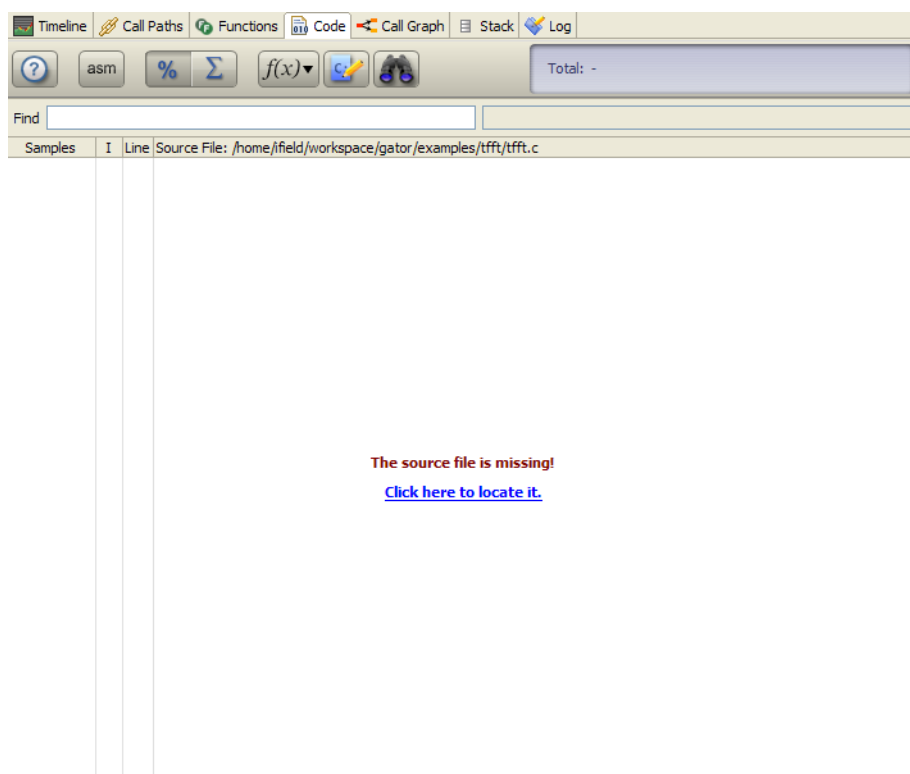 Timeline Call Paths Functions Code Call Graph Stack Log
? asm % Σ f(x) C+ Total: -
Find
Samples I Line Source File: /home/ifield/workspace/gator/examples/tfft/tfft.c
The source file is missing!
Click here to locate it.